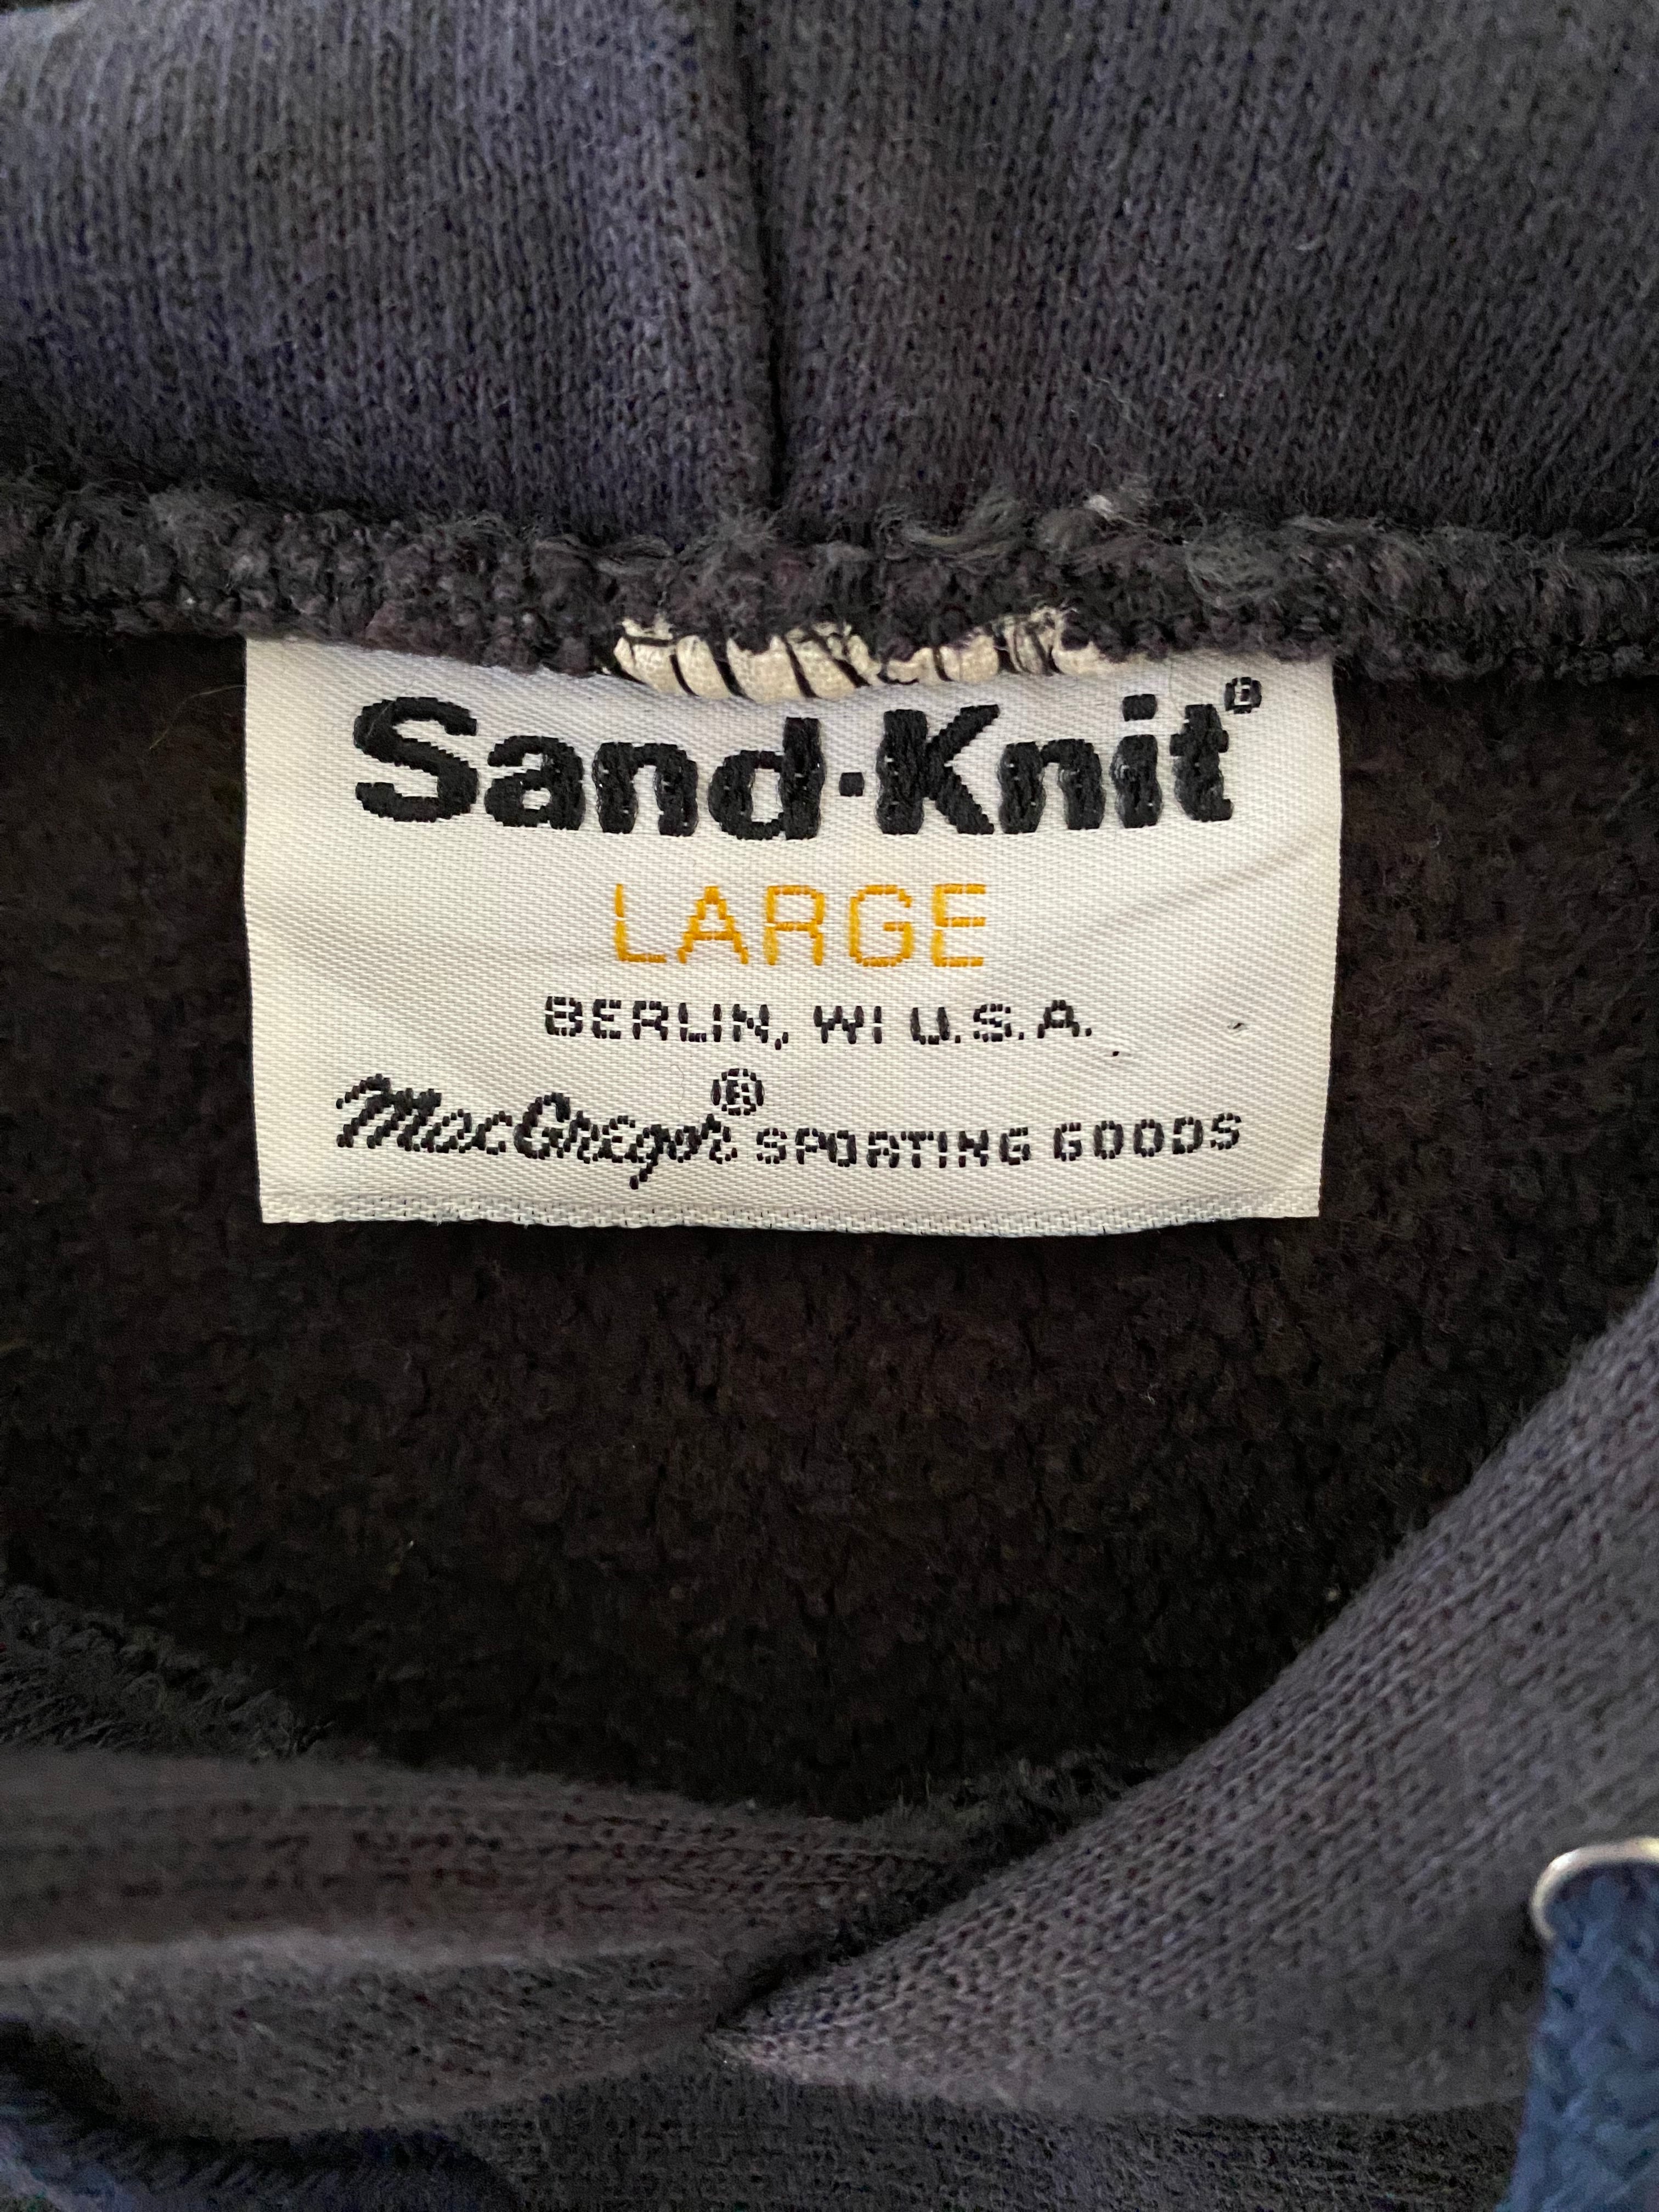 Sand·Knit®
LARGE
BERLIN, WI U.S.A.
MacGregor® SPORTING GOODS